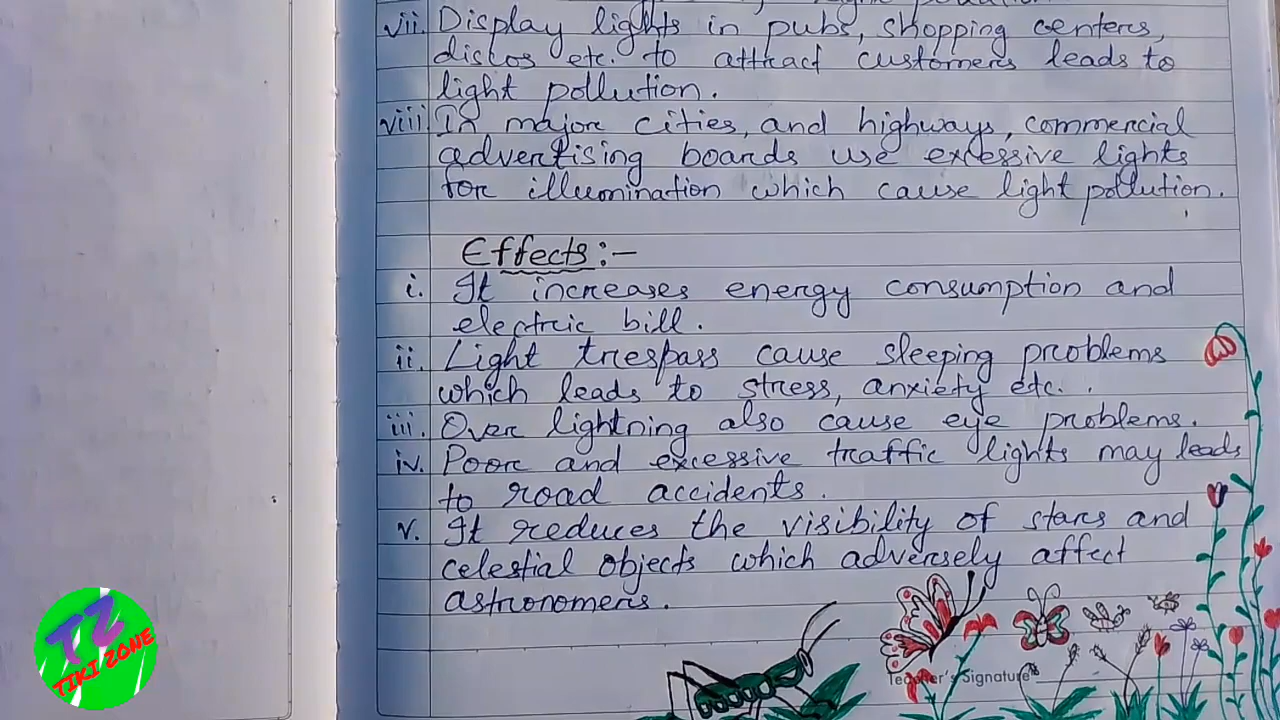 vii. Display lights in pubs, shopping centers,
discos etc. to attract customers leads to
light pollution.
viii In major cities, and highways, commercial
advertising boards use excessive lights
for illumination which cause light pollution.
Effects:-
i. It increases energy consumption and
electric bill.
ii. Light trespass cause sleeping problems
which leads to stress, anxiety etc.
iii. Over lightning also cause eye problems.
iv. Poor and excessive traffic lights may leads
to road accidents.
v. It reduces the visibility of stars and
celestial objects which adversely affect
astronomers.
Teacher's Signature
TZ
TIKI ZONE